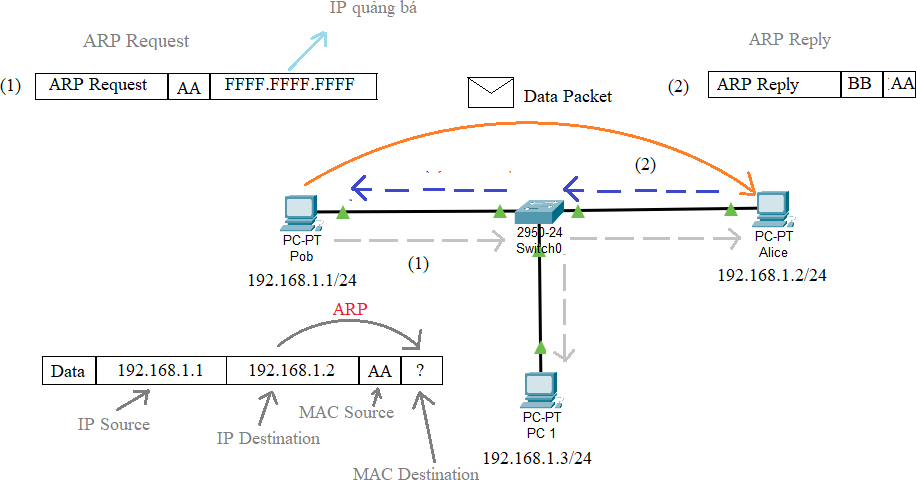 IP quảng bá
ARP Request
ARP Reply
(1)
ARP Request AA FFFF.FFFF.FFFF
(2)
ARP Reply BB AA
Data Packet
(2)
PC-PT
Pob
2950-24
Switch0
PC-PT
Alice
(1)
192.168.1.1/24
192.168.1.2/24
ARP
Data 192.168.1.1 192.168.1.2 AA ?
IP Source
MAC Source
IP Destination
MAC Destination
PC-PT
PC 1
192.168.1.3/24